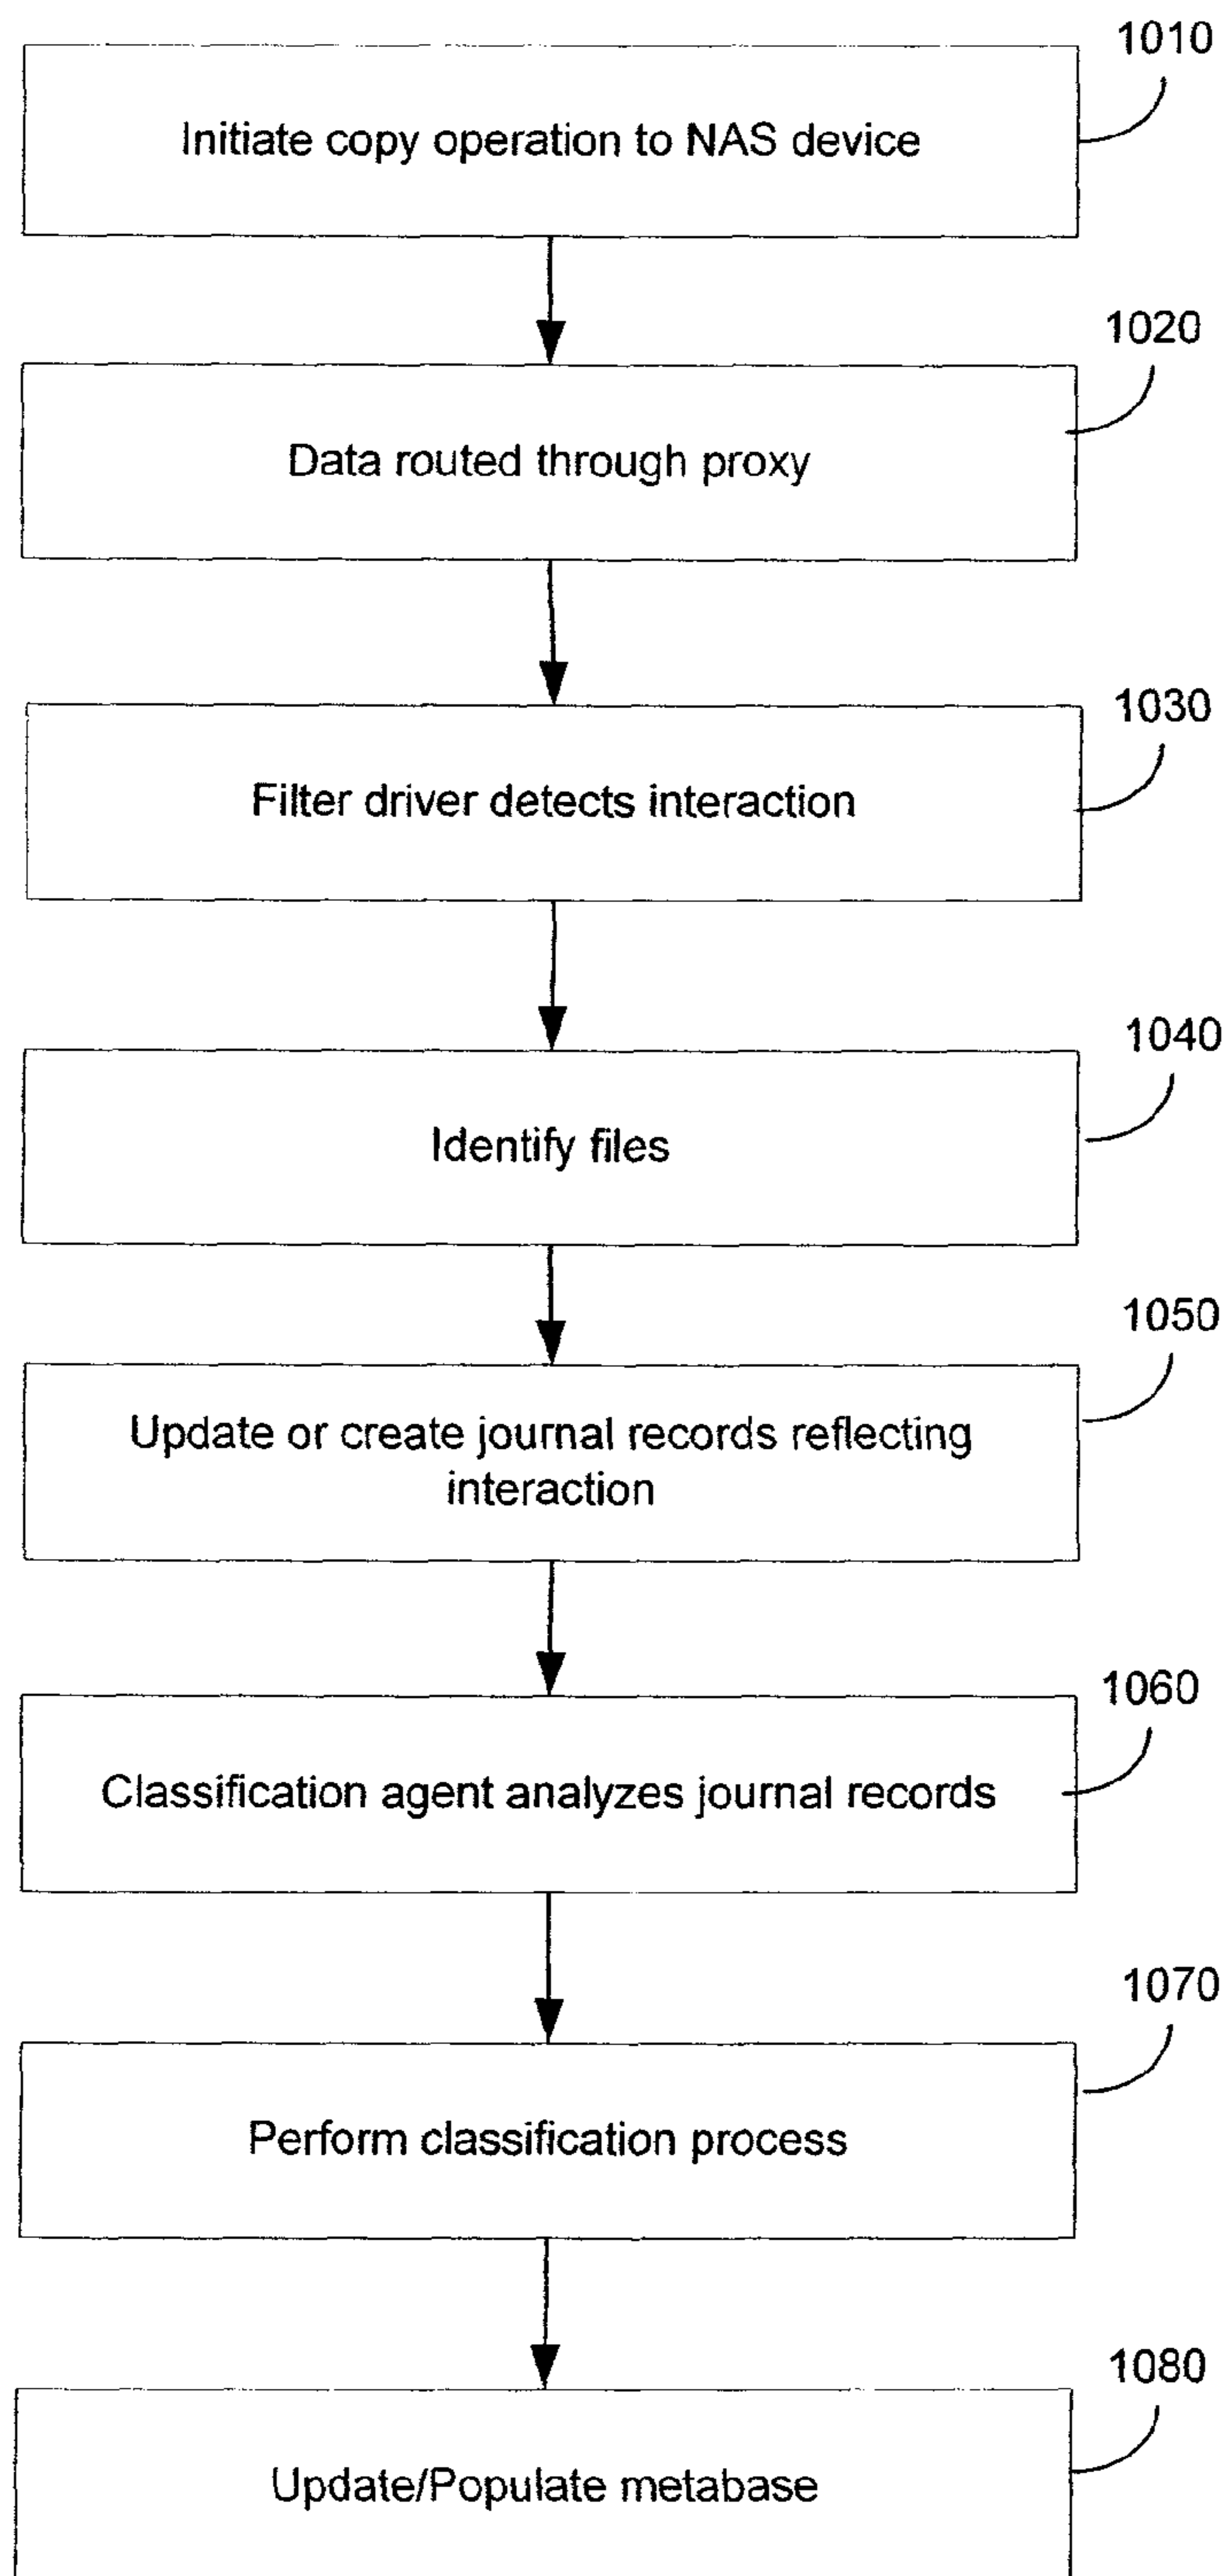 1010
Initiate copy operation to NAS device
1020
Data routed through proxy
1030
Filter driver detects interaction
1040
Identify files
1050
Update or create journal records reflecting
interaction
1060
Classification agent analyzes journal records
1070
Perform classification process
1080
Update/Populate metabase